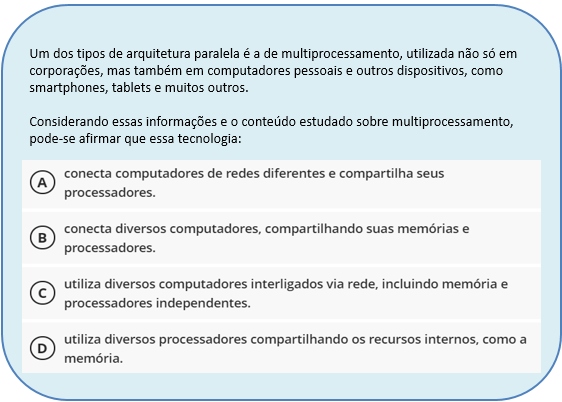 Um dos tipos de arquitetura paralela é a de multiprocessamento, utilizada não só em
corporações, mas também em computadores pessoais e outros dispositivos, como
smartphones, tablets e muitos outros.
Considerando essas informações e o conteúdo estudado sobre multiprocessamento,
pode-se afirmar que essa tecnologia:
A conecta computadores de redes diferentes e compartilha seus
processadores.
B conecta diversos computadores, compartilhando suas memórias e
processadores.
C utiliza diversos computadores interligados via rede, incluindo memória e
processadores independentes.
D utiliza diversos processadores compartilhando os recursos internos, como a
memória.